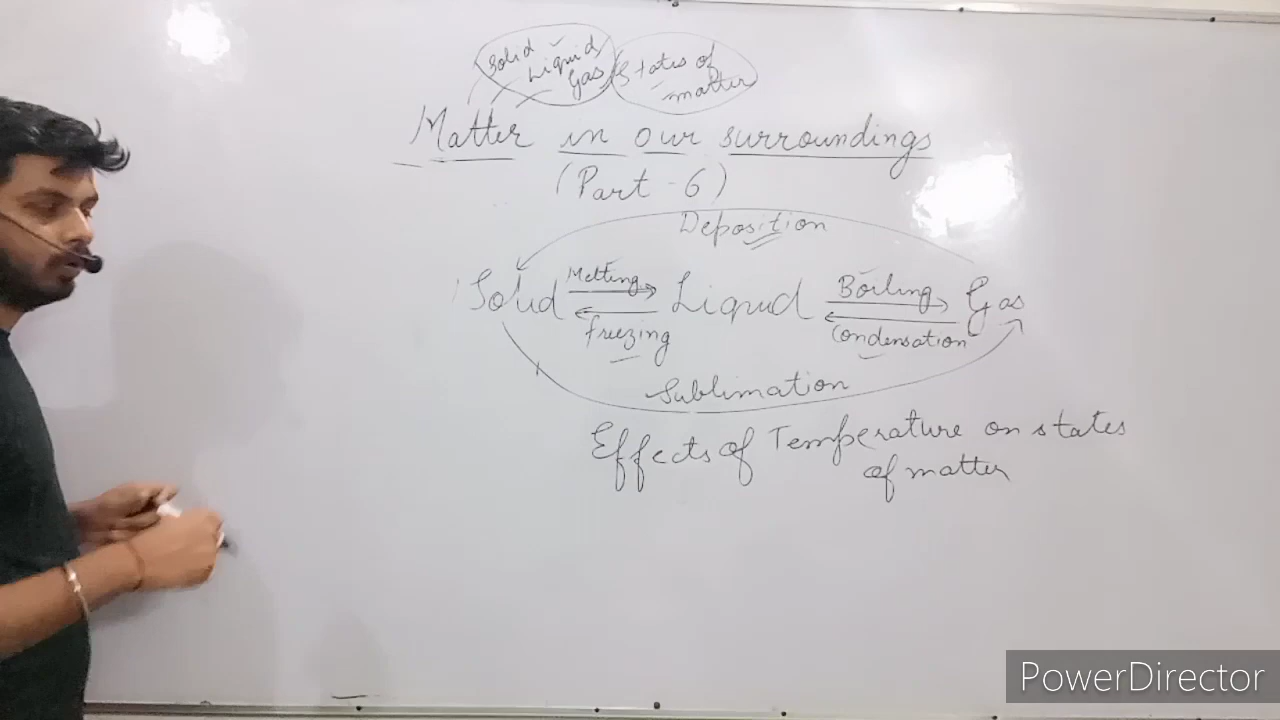 Solid
Liquid
Gas
States of
matter
Matter in our surroundings
(Part - 6)
Deposition
Solid Melting Liquid Boiling Gas
freezing Condensation
Sublimation
Effects of Temperature on states
of matter
PowerDirector